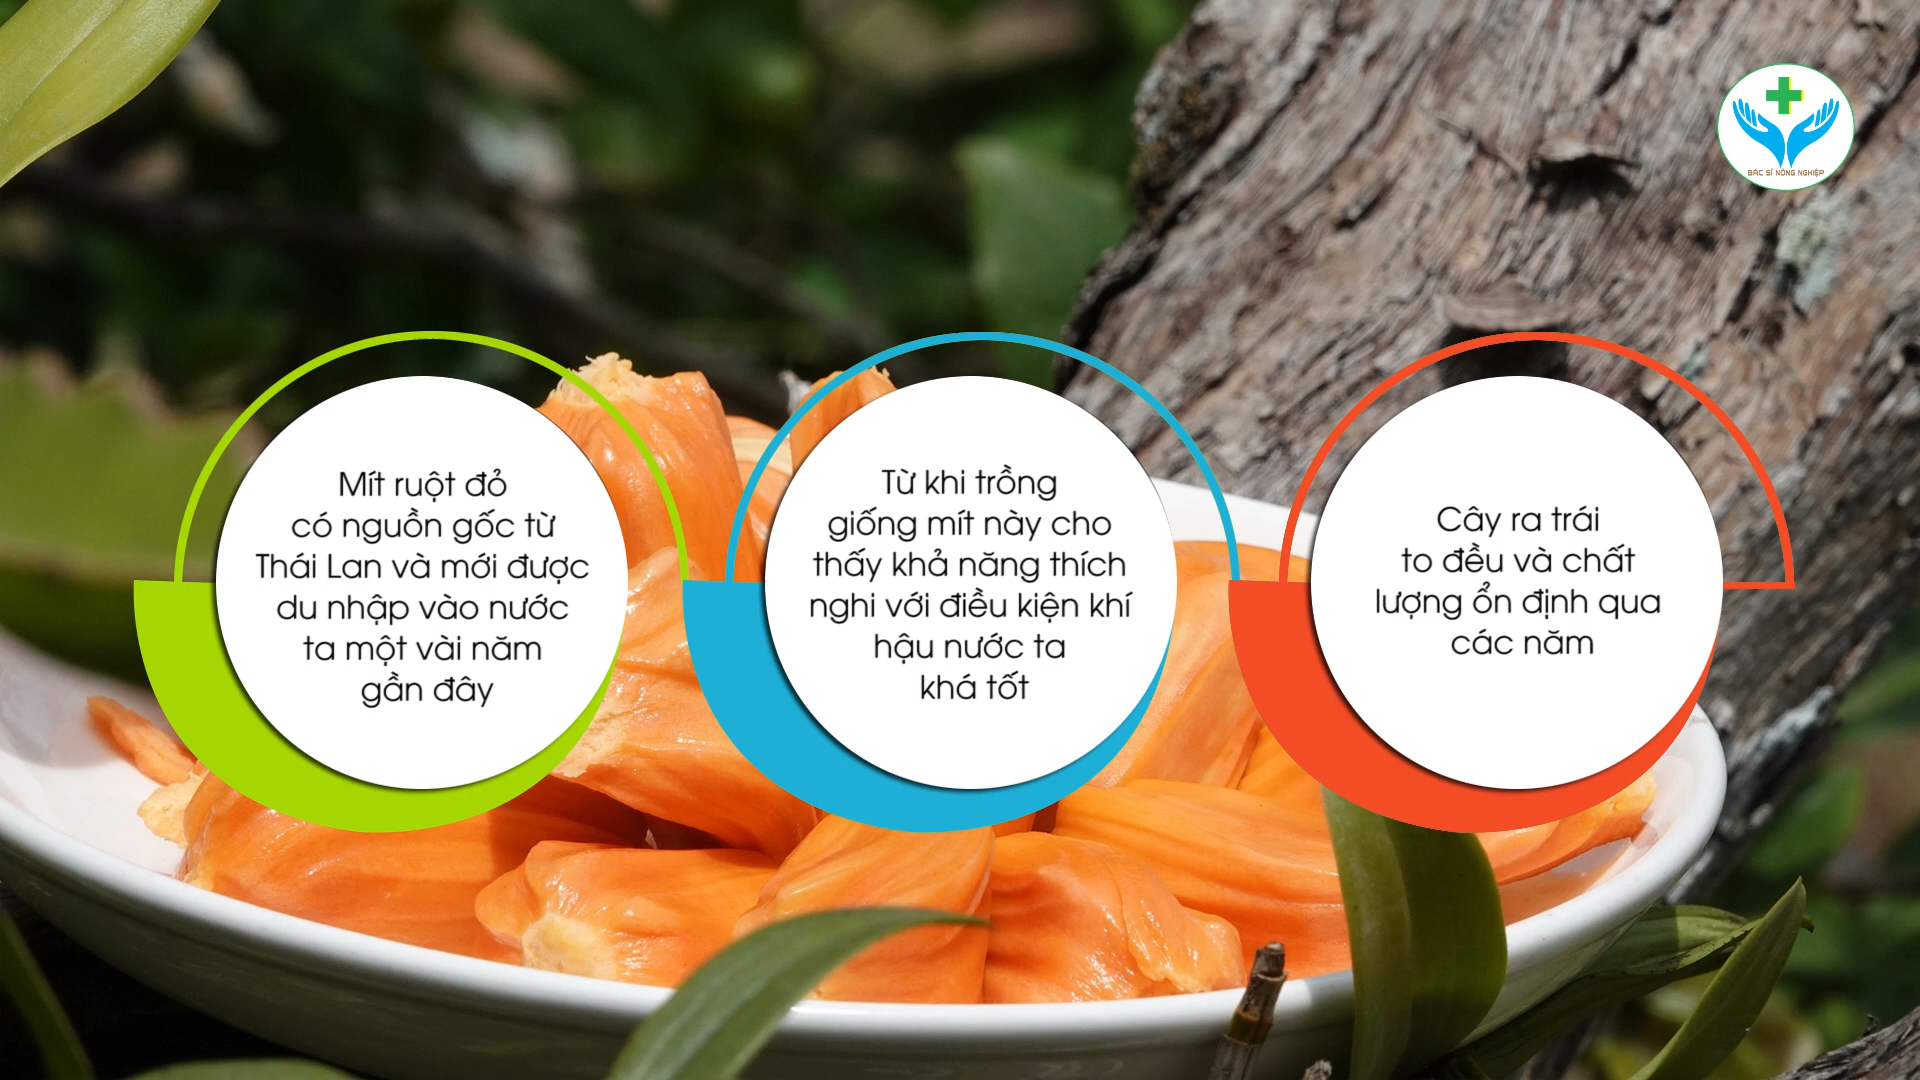 BÁC SĨ NÔNG NGHIỆP
Mít ruột đỏ
có nguồn gốc từ
Thái Lan và mới được
du nhập vào nước
ta một vài năm
gần đây
Từ khi trồng
giống mít này cho
thấy khả năng thích
nghi với điều kiện khí
hậu nước ta
khá tốt
Cây ra trái
to đều và chất
lượng ổn định qua
các năm